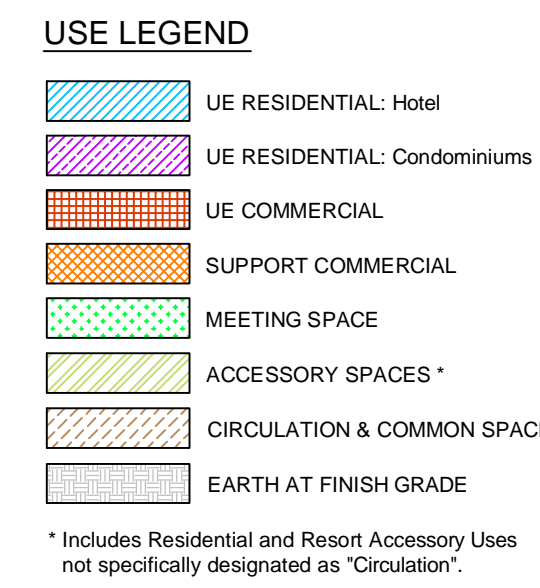 USE LEGEND
UE RESIDENTIAL: Hotel
UE RESIDENTIAL: Condominiums
UE COMMERCIAL
SUPPORT COMMERCIAL
MEETING SPACE
ACCESSORY SPACES *
CIRCULATION & COMMON SPAC
EARTH AT FINISH GRADE
* Includes Residential and Resort Accessory Uses
not specifically designated as "Circulation".